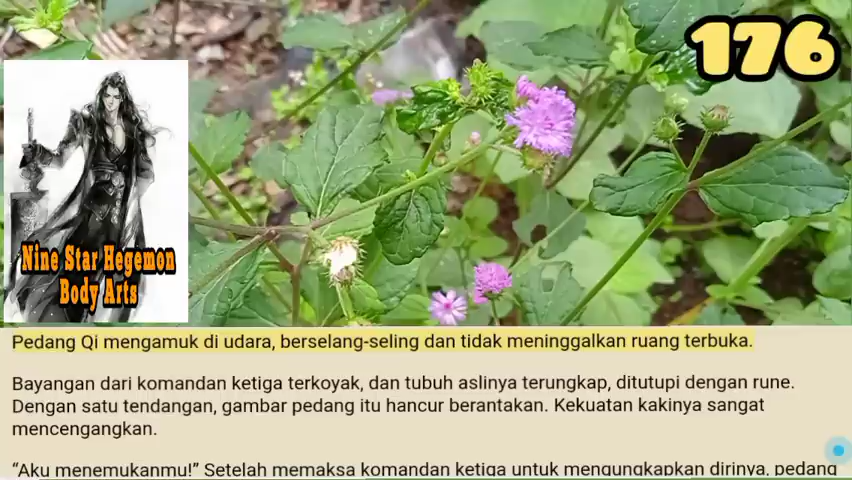 176
Nine Star Hegemon
Body Arts
Pedang Qi mengamuk di udara, berselang-seling dan tidak meninggalkan ruang terbuka.
Bayangan dari komandan ketiga terkoyak, dan tubuh aslinya terungkap, ditutupi dengan rune.
Dengan satu tendangan, gambar pedang itu hancur berantakan. Kekuatan kakinya sangat
mencengangkan.
“Aku menemukanmu!” Setelah memaksa komandan ketiga untuk mengungkapkan dirinya, pedang